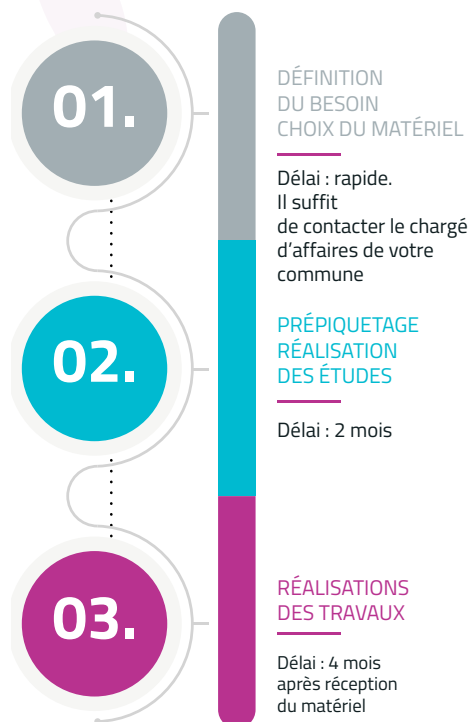 01.
DÉFINITION
DU BESOIN
CHOIX DU MATÉRIEL
Délai : rapide.
Il suffit
de contacter le chargé
d'affaires de votre
commune
02.
PRÉPIQUETAGE
RÉALISATION
DES ÉTUDES
Délai : 2 mois
03.
RÉALISATIONS
DES TRAVAUX
Délai : 4 mois
après réception
du matériel